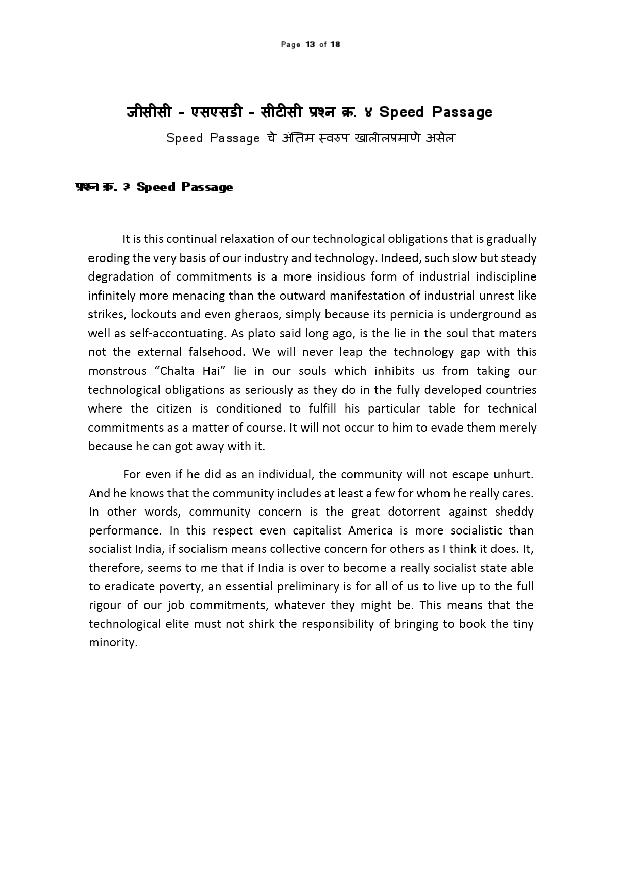 Page 13 of 18
जीसीसी - एसएसडी - सीटीसी प्रश्न क्र. ४ Speed Passage
Speed Passage चे अंतिम स्वरुप खालीलप्रमाणे असेल
प्रश्न क्र. Speed Passage
It is this continual relaxation of our technological obligations that is gradually
eroding the very basis of our industry and technology. Indeed, such slow but steady
degradation of commitments is a more insidious form of industrial indiscipline
infinitely more menacing than the outward manifestation of industrial unrest like
strikes, lockouts and even gheraos, simply because its pernicia is underground as
well as self-accontuating. As plato said long ago, is the lie in the soul that maters
not the external falsehood. We will never leap the technology gap with this
monstrous “Chalta Hai” lie in our souls which inhibits us from taking our
technological obligations as seriously as they do in the fully developed countries
where the citizen is conditioned to fulfill his particular table for technical
commitments as a matter of course. It will not occur to him to evade them merely
because he can got away with it.
For even if he did as an individual, the community will not escape unhurt.
And he knows that the community includes at least a few for whom he really cares.
In other words, community concern is the great dotorrent against sheddy
performance. In this respect even capitalist America is more socialistic than
socialist India, if socialism means collective concern for others as I think it does. It,
therefore, seems to me that if India is over to become a really socialist state able
to eradicate poverty, an essential preliminary is for all of us to live up to the full
rigour of our job commitments, whatever they might be. This means that the
technological elite must not shirk the responsibility of bringing to book the tiny
minority.